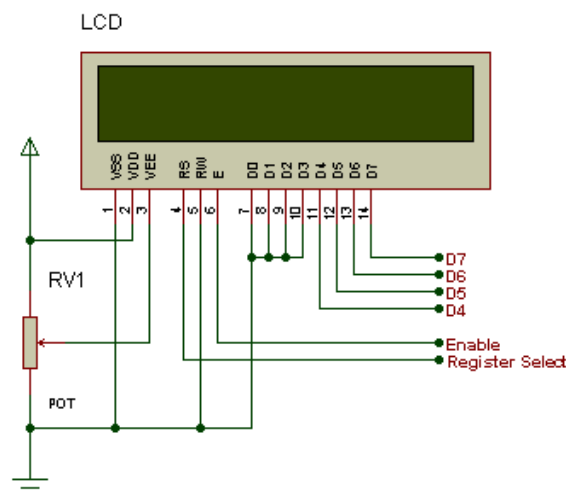 LCD
VSS VDD VEE RS RW E D0 D1 D2 D3 D4 D5 D6 D7
1 2 3 4 5 6 7 8 9 10 11 12 13 14
D7
D6
RV1
D5
D4
Enable
Register Select
POT